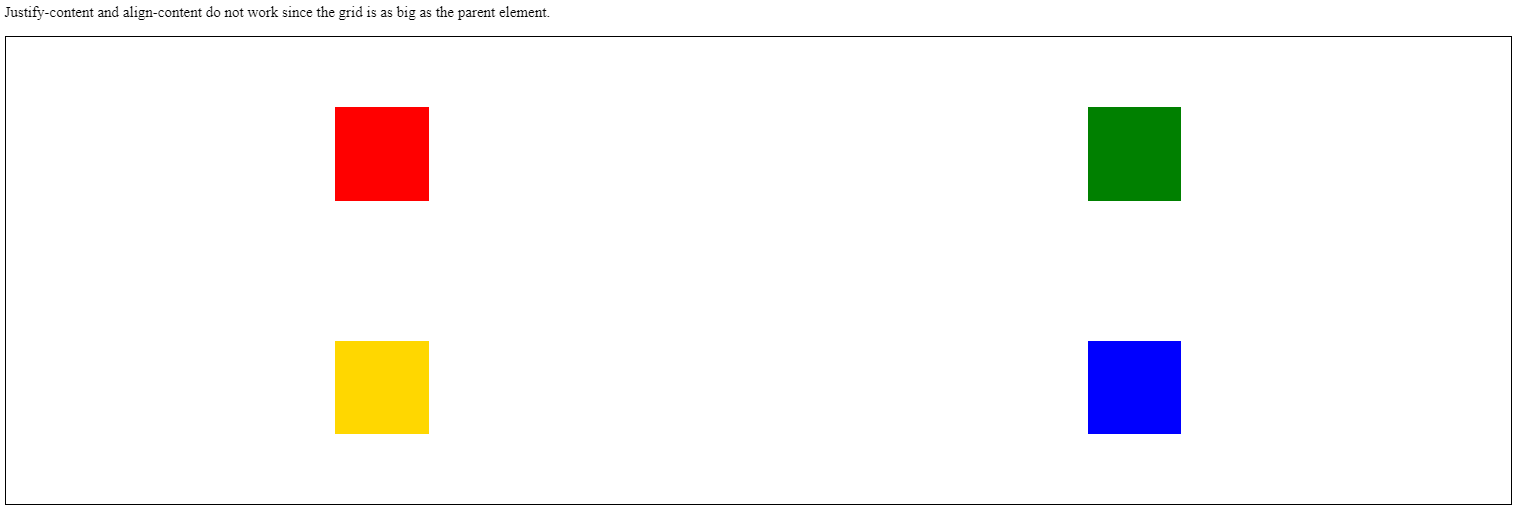 Justify-content and align-content do not work since the grid is as big as the parent element.